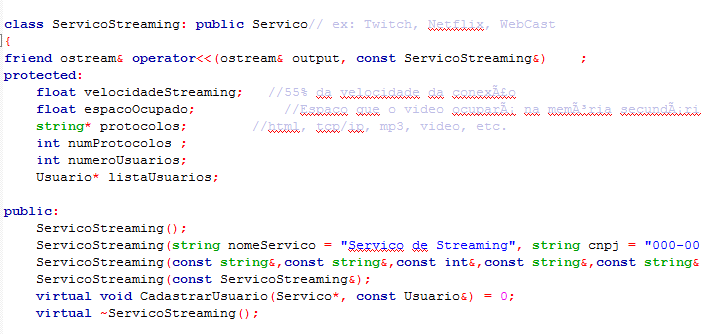 class ServicoStreaming: public Servico// ex: Twitch, Netflix, WebCast
{
friend ostream& operator<<(ostream& output, const ServicoStreaming&)    ;
protected:
    float velocidadeStreaming;   //55% da velocidade da conexÃ£o
    float espacoOcupado;           //Espaço que o video ocuparÃ¡ na memÃ³ria secundÃ¡ri
    string* protocolos;        //html, tcp/ip, mp3, video, etc.
    int numProtocolos ;
    int numeroUsuarios;
    Usuario* listaUsuarios;
public:
    ServicoStreaming();
    ServicoStreaming(string nomeServico = "Serviço de Streaming", string cnpj = "000-00
    ServicoStreaming(const string&,const string&,const int&,const string&,const string&
    ServicoStreaming(const ServicoStreaming&);
    virtual void CadastrarUsuario(Servico*, const Usuario&) = 0;
    virtual ~ServicoStreaming();